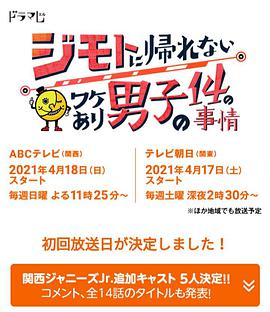 ドラマL
ジモトに帰れない
ワケあり男子の14の事情
ABCテレビ(関西)
2021年4月18日(日)
スタート
毎週日曜 よる11時25分～
テレビ朝日(関東)
2021年4月17日(土)
スタート
毎週土曜 深夜2時30分～
※ほか地域でも放送予定
初回放送日が決定しました！
関西ジャニーズJr.追加キャスト 5人決定!!
コメント、全14話のタイトルも発表!